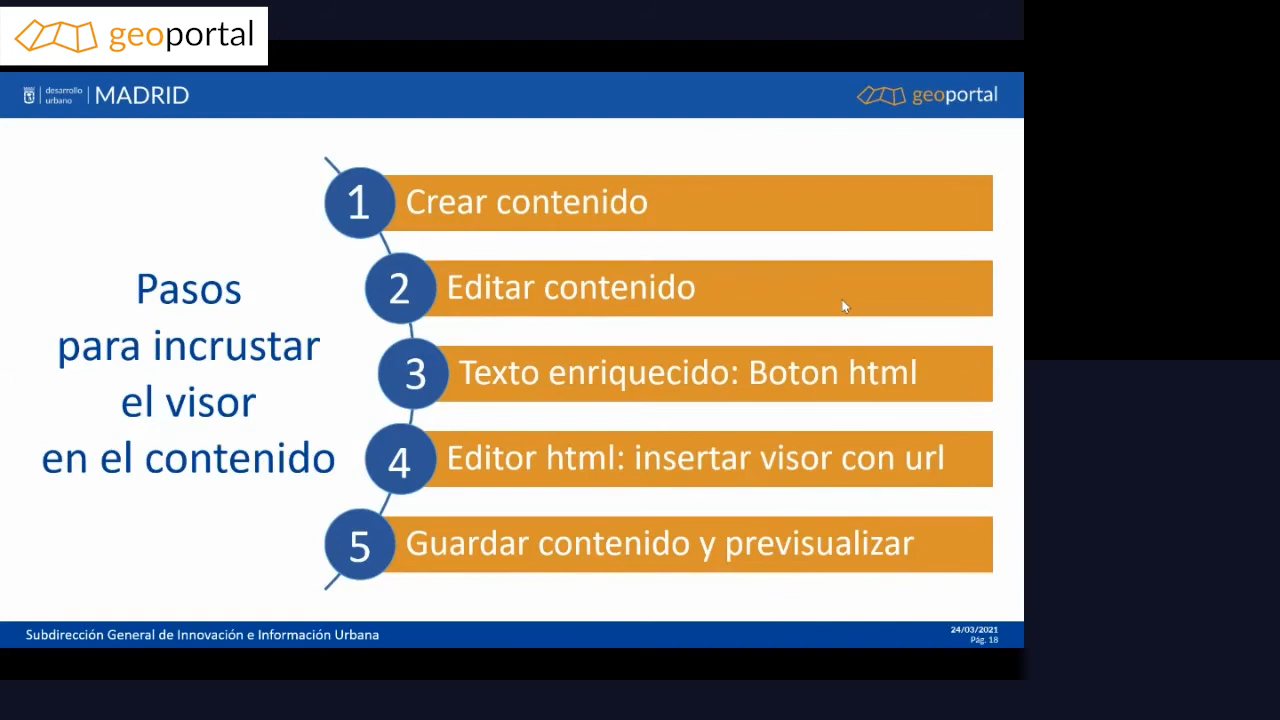 geoportal
desarrollo
urbano
MADRID
geoportal
Pasos
para incrustar
el visor
en el contenido
1 Crear contenido
2 Editar contenido
3 Texto enriquecido: Boton html
4 Editor html: insertar visor con url
5 Guardar contenido y previsualizar
Subdirección General de Innovación e Información Urbana
24/03/2021
Pág. 18